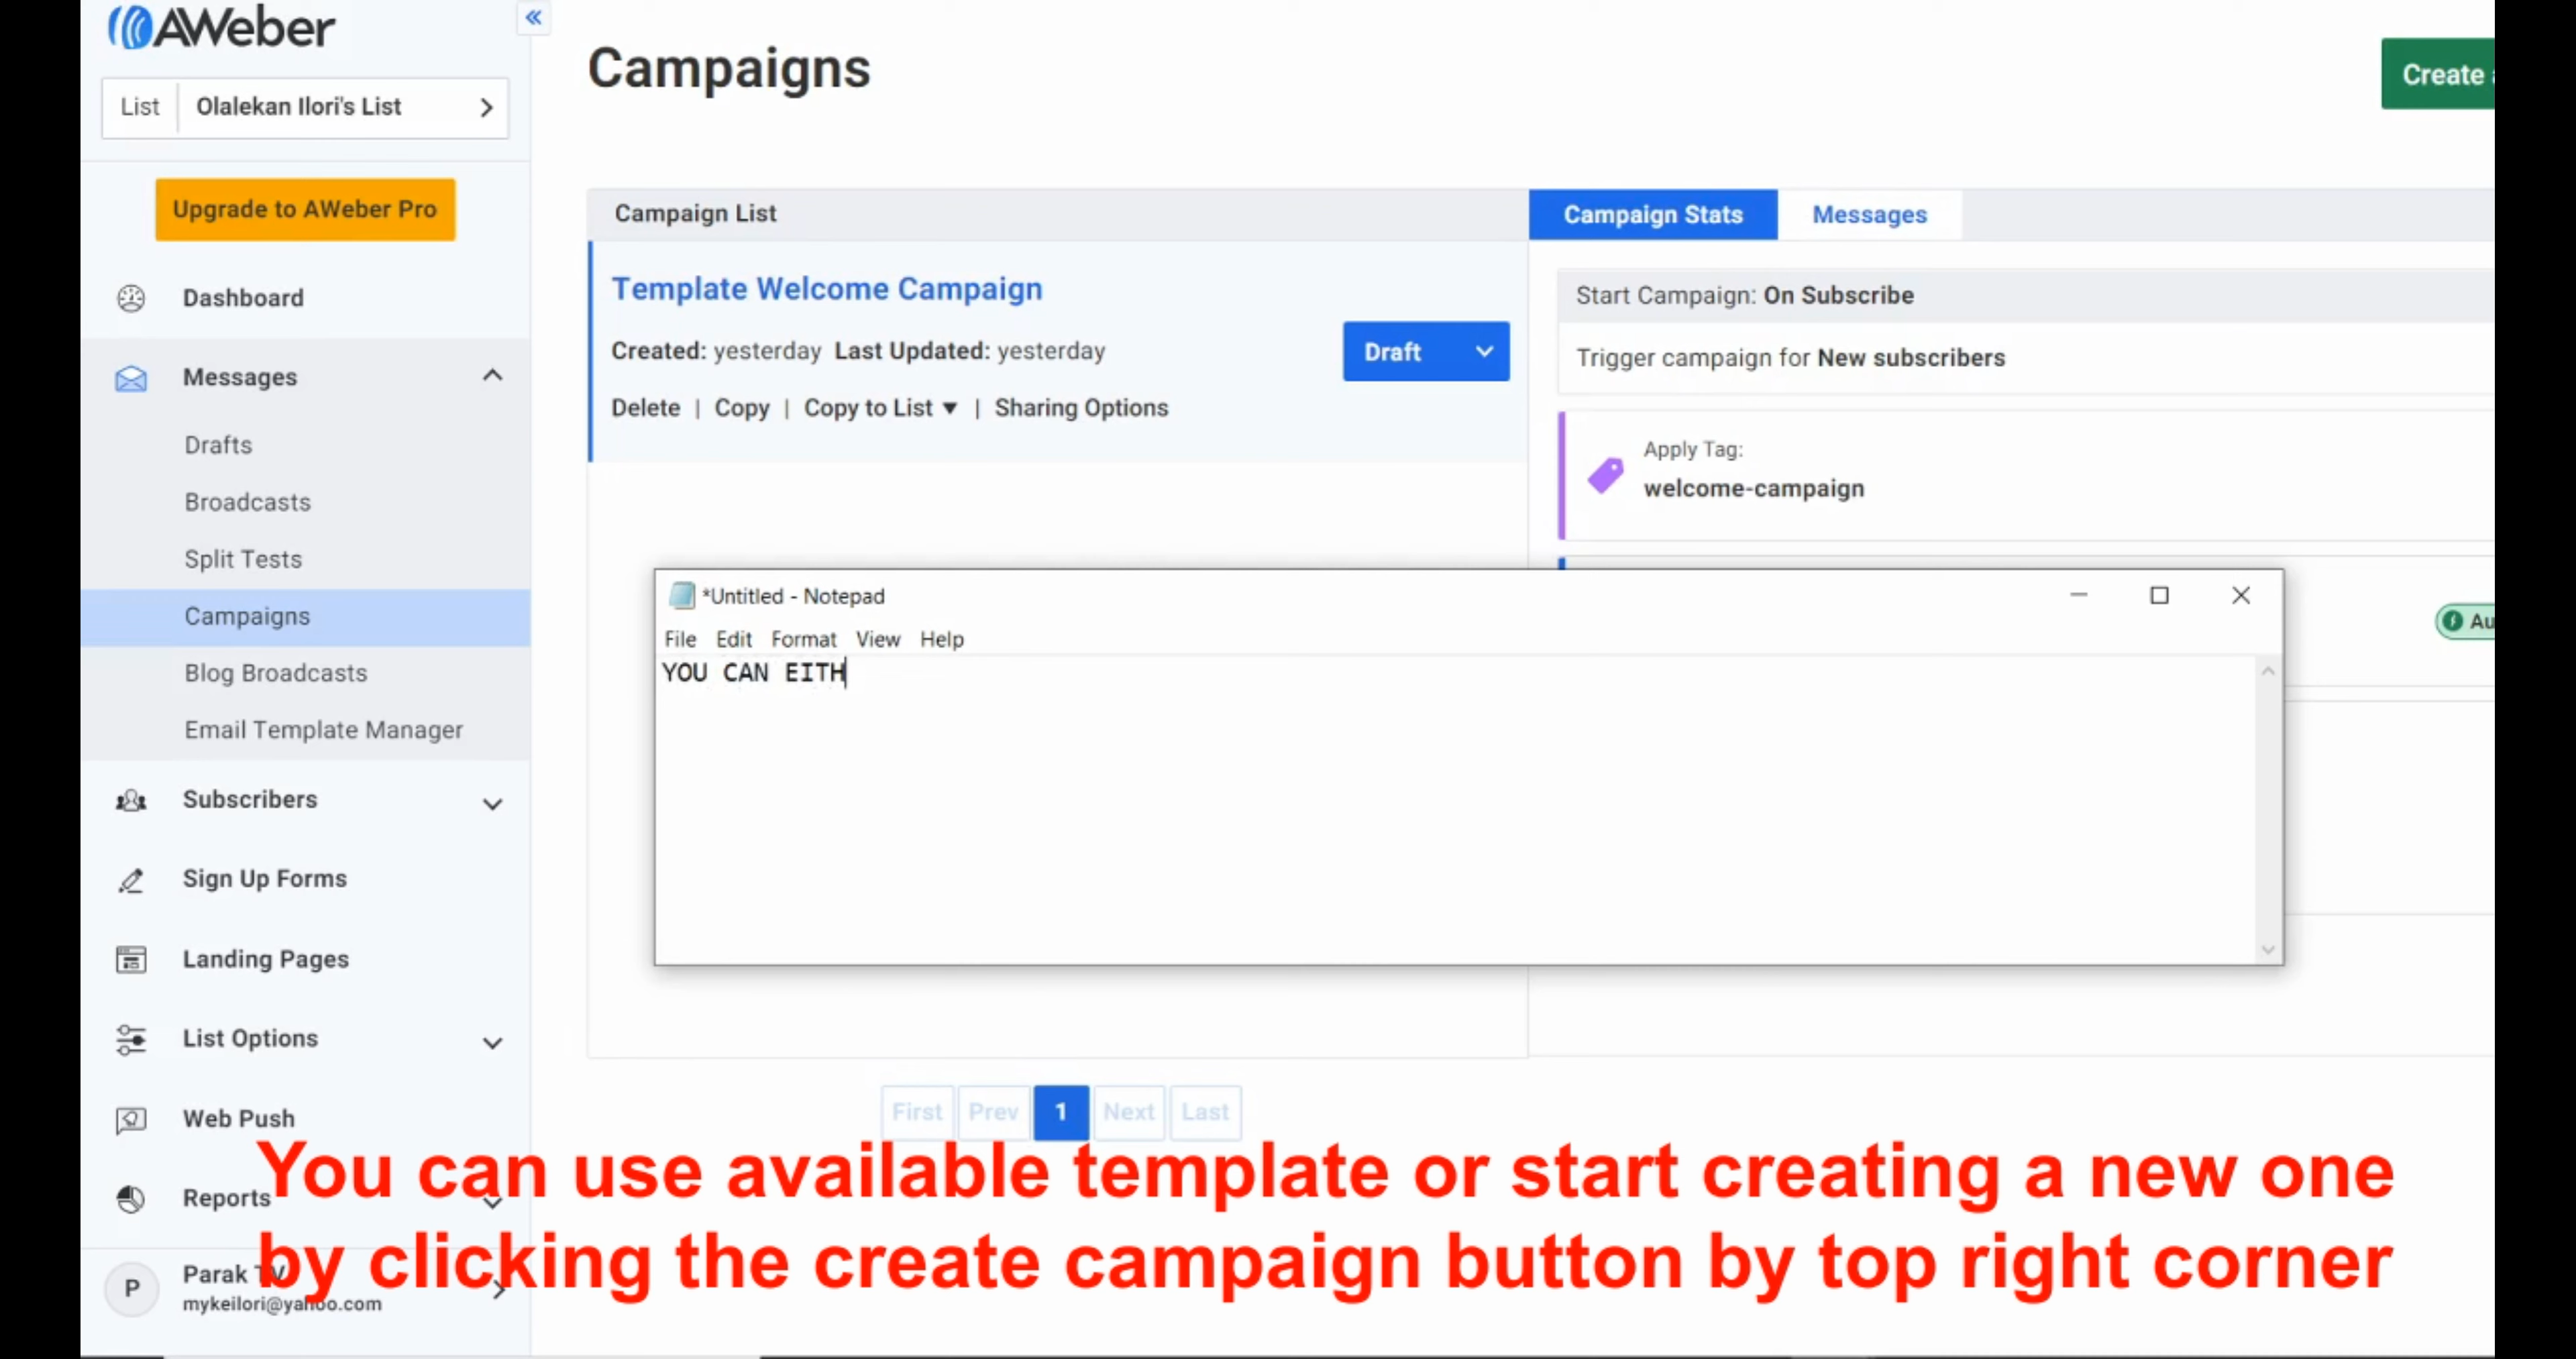 AWeber
List Olalekan Ilori's List
Upgrade to AWeber Pro
Dashboard
Messages
Drafts
Broadcasts
Split Tests
Campaigns
Blog Broadcasts
Email Template Manager
Subscribers
Sign Up Forms
Landing Pages
List Options
Web Push
Reports
P
Parak TV
mykeilori@yahoo.com
Campaigns
Create
Campaign List
Template Welcome Campaign
Created: yesterday Last Updated: yesterday
Draft
Delete | Copy | Copy to List ▼ | Sharing Options
Campaign Stats Messages
Start Campaign: On Subscribe
Trigger campaign for New subscribers
Apply Tag:
welcome-campaign
Au
*Untitled - Notepad
File Edit Format View Help
YOU CAN EITH
First Prev 1 Next Last
You can use available template or start creating a new one
by clicking the create campaign button by top right corner